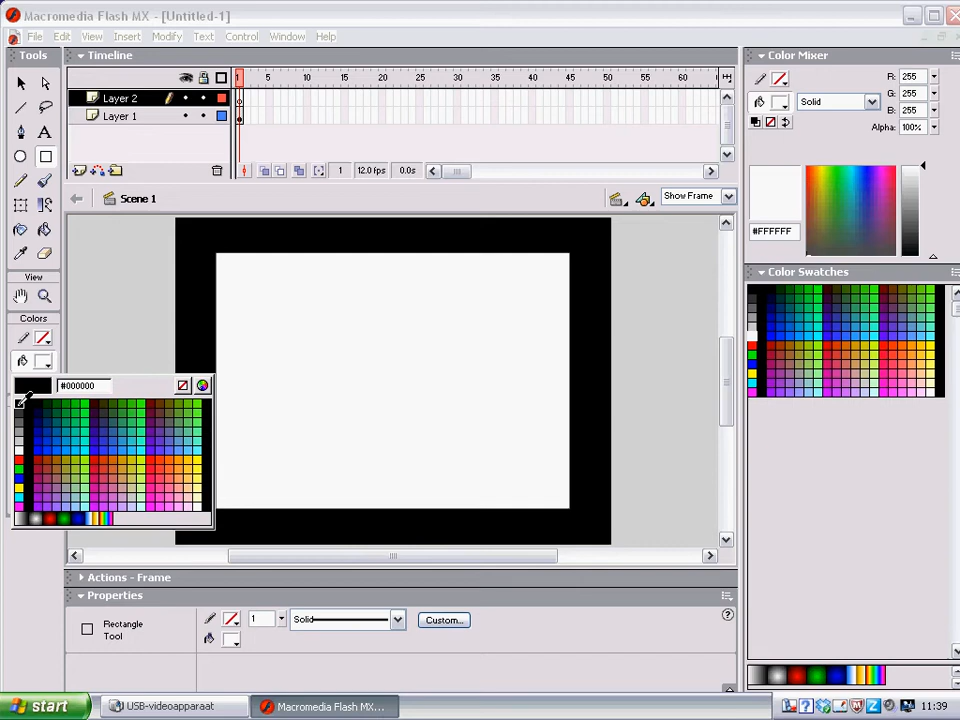 Macromedia Flash MX - [Untitled-1]
File Edit View Insert Modify Text Control Window Help
Tools
Timeline
Color Mixer
1 5 10 15 20 25 30 35 40 45 50 55 60
Layer 2
Layer 1
R: 255
G: 255
B: 255
Alpha: 100%
Solid
1 12.0 fps 0.0s
Scene 1
Show Frame
#FFFFFF
Color Swatches
View
Colors
#000000
Actions - Frame
Properties
Rectangle
Tool
1
Solid
Custom...
?
start
USB-videoapparaat
Macromedia Flash MX...
11:39